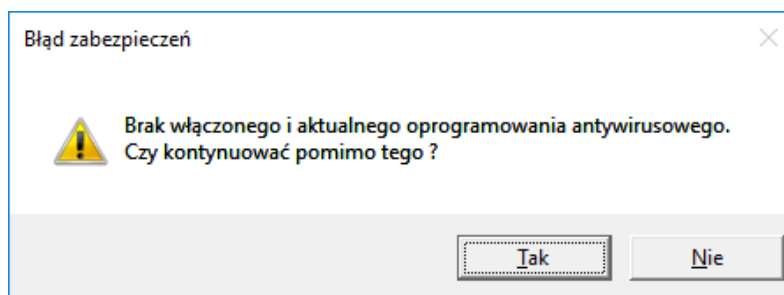 Błąd zabezpieczeń
Brak włączonego i aktualnego oprogramowania antywirusowego.
Czy kontynuować pomimo tego ?
Tak
Nie